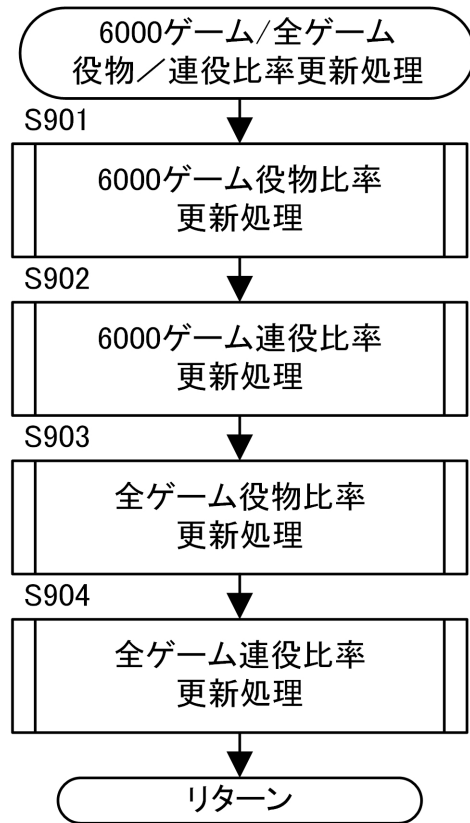 6000ゲーム/全ゲーム
役物／連役比率更新処理
S901
6000ゲーム役物比率
更新処理
S902
6000ゲーム連役比率
更新処理
S903
全ゲーム役物比率
更新処理
S904
全ゲーム連役比率
更新処理
リターン